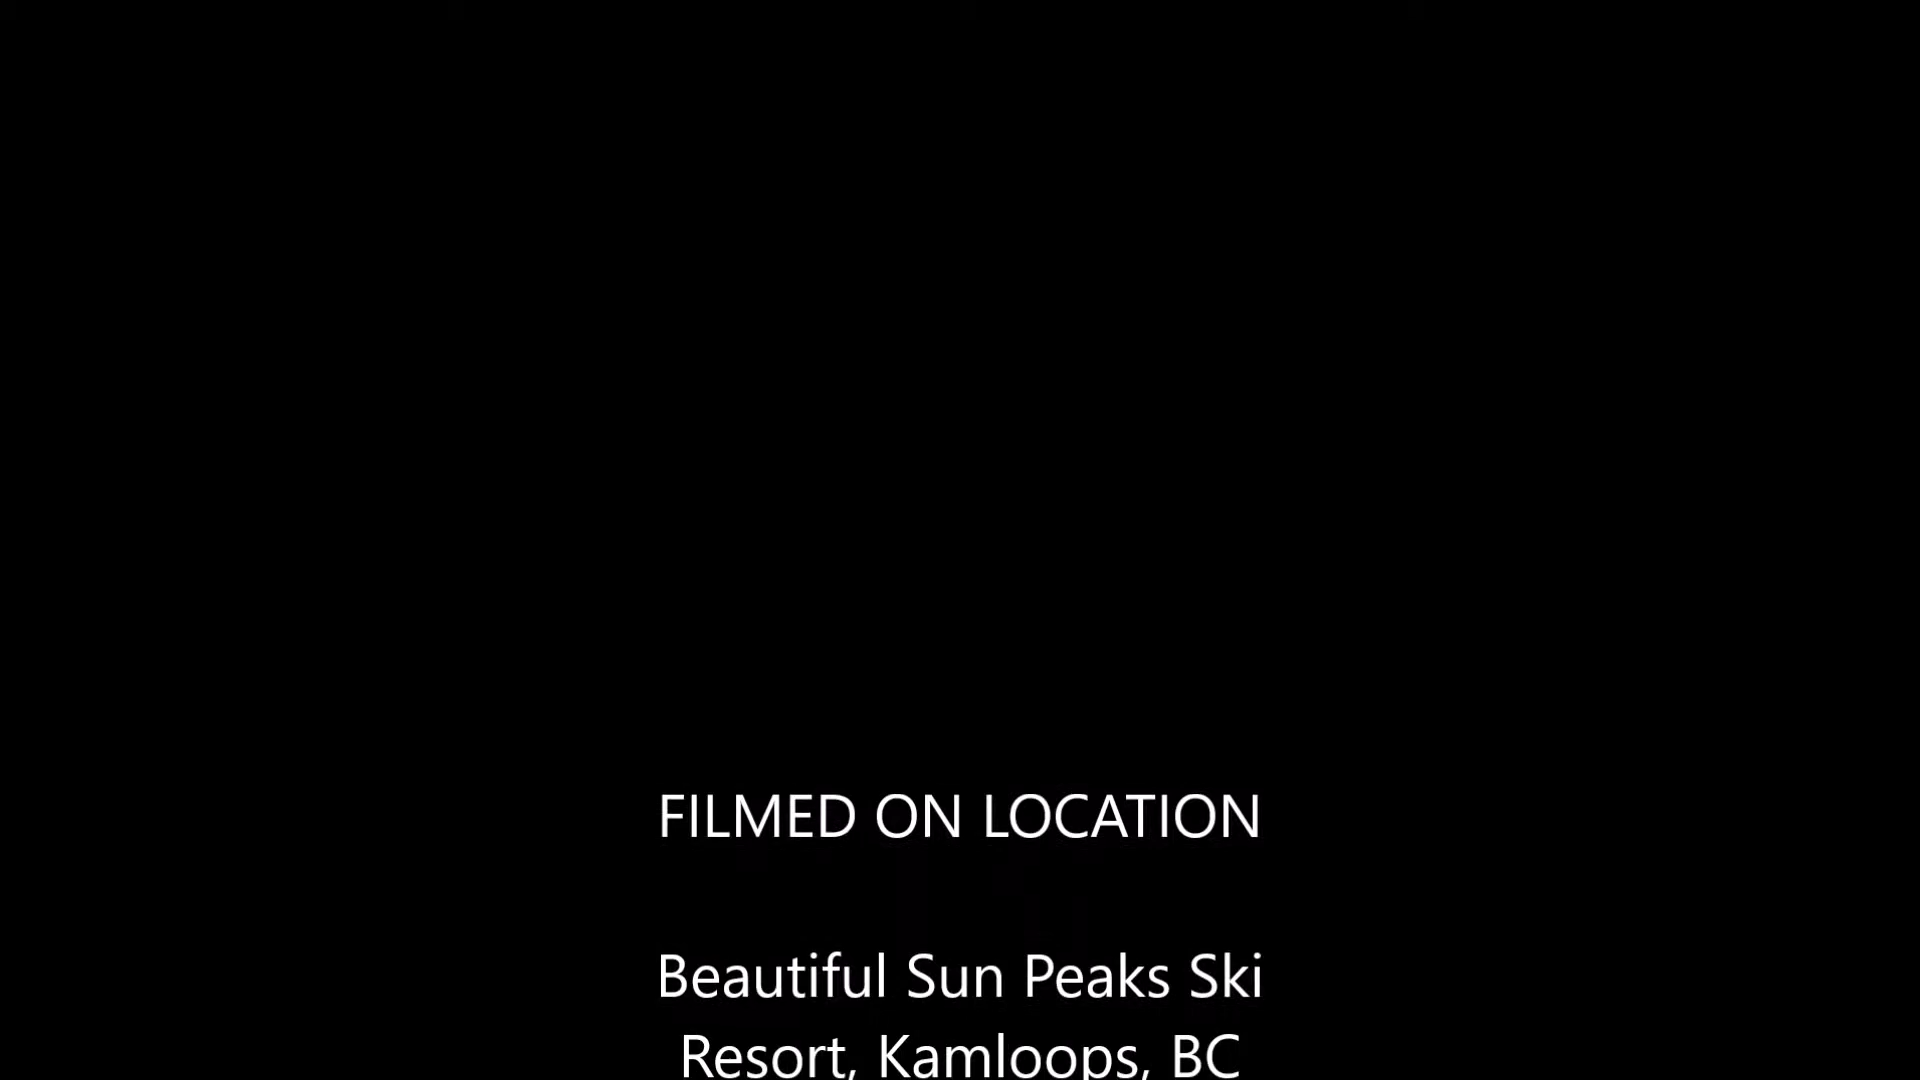 FILMED ON LOCATION
Beautiful Sun Peaks Ski
Resort, Kamloops, BC